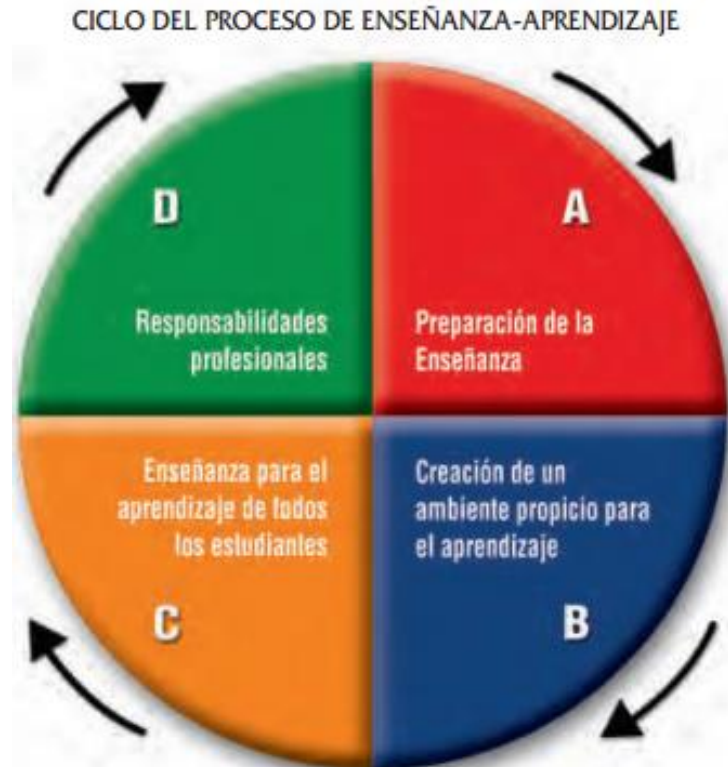 CICLO DEL PROCESO DE ENSEÑANZA-APRENDIZAJE
D
Responsabilidades
profesionales
A
Preparación de la
Enseñanza
Enseñanza para el
aprendizaje de todos
los estudiantes
C
Creación de un
ambiente propicio para
el aprendizaje
B